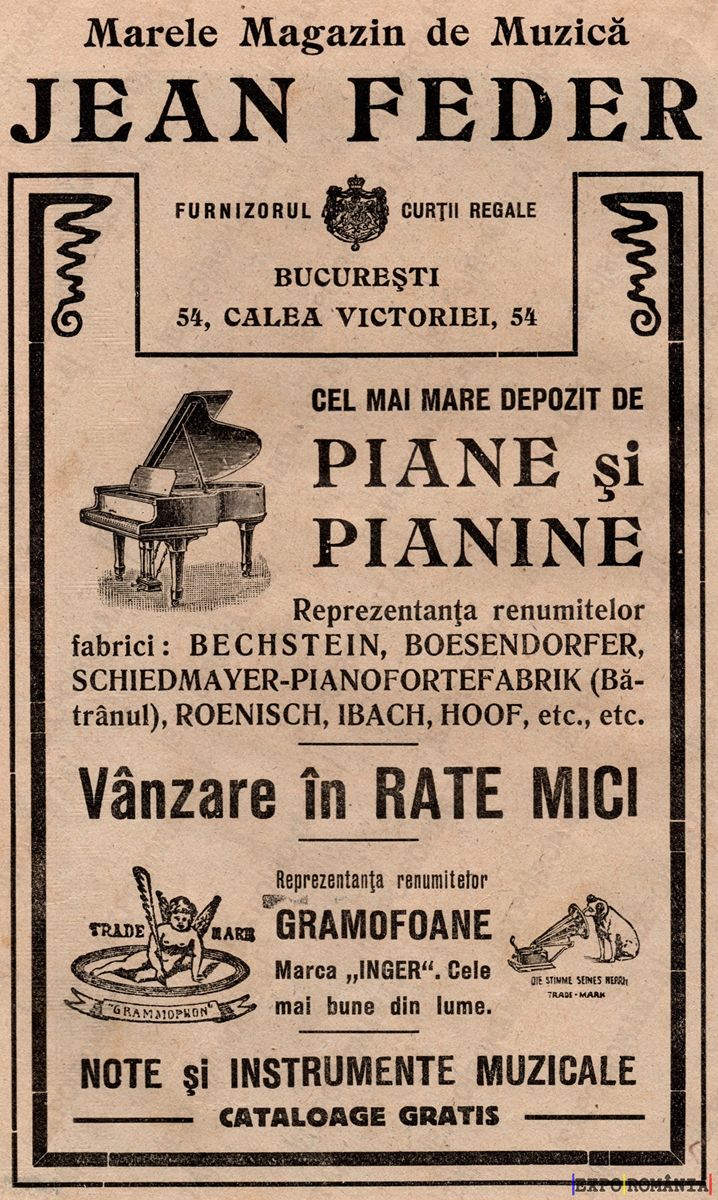 Marele Magazin de Muzică
JEAN FEDER
FURNIZORUL CURŢII REGALE
BUCUREŞTI
54, CALEA VICTORIEI, 54
CEL MAI MARE DEPOZIT DE
PIANE şi
PIANINE
Reprezentanţa renumitelor
fabrici: BECHSTEIN, BOESENDORFER,
SCHIEDMAYER-PIANOFORTEFABRIK (Bă-
trânul), ROENISCH, IBACH, HOOF, etc., etc.
Vânzare în RATE MICI
TRADE MARK
"GRAMMOPHON"
Reprezentanţa renumitelor
GRAMOFOANE
Marca „INGER“. Cele
mai bune din lume.
DIE STIMME SEINES HERRN
TRADE-MARK
NOTE şi INSTRUMENTE MUZICALE
CATALOAGE GRATIS
EXPO ROMÂNIA